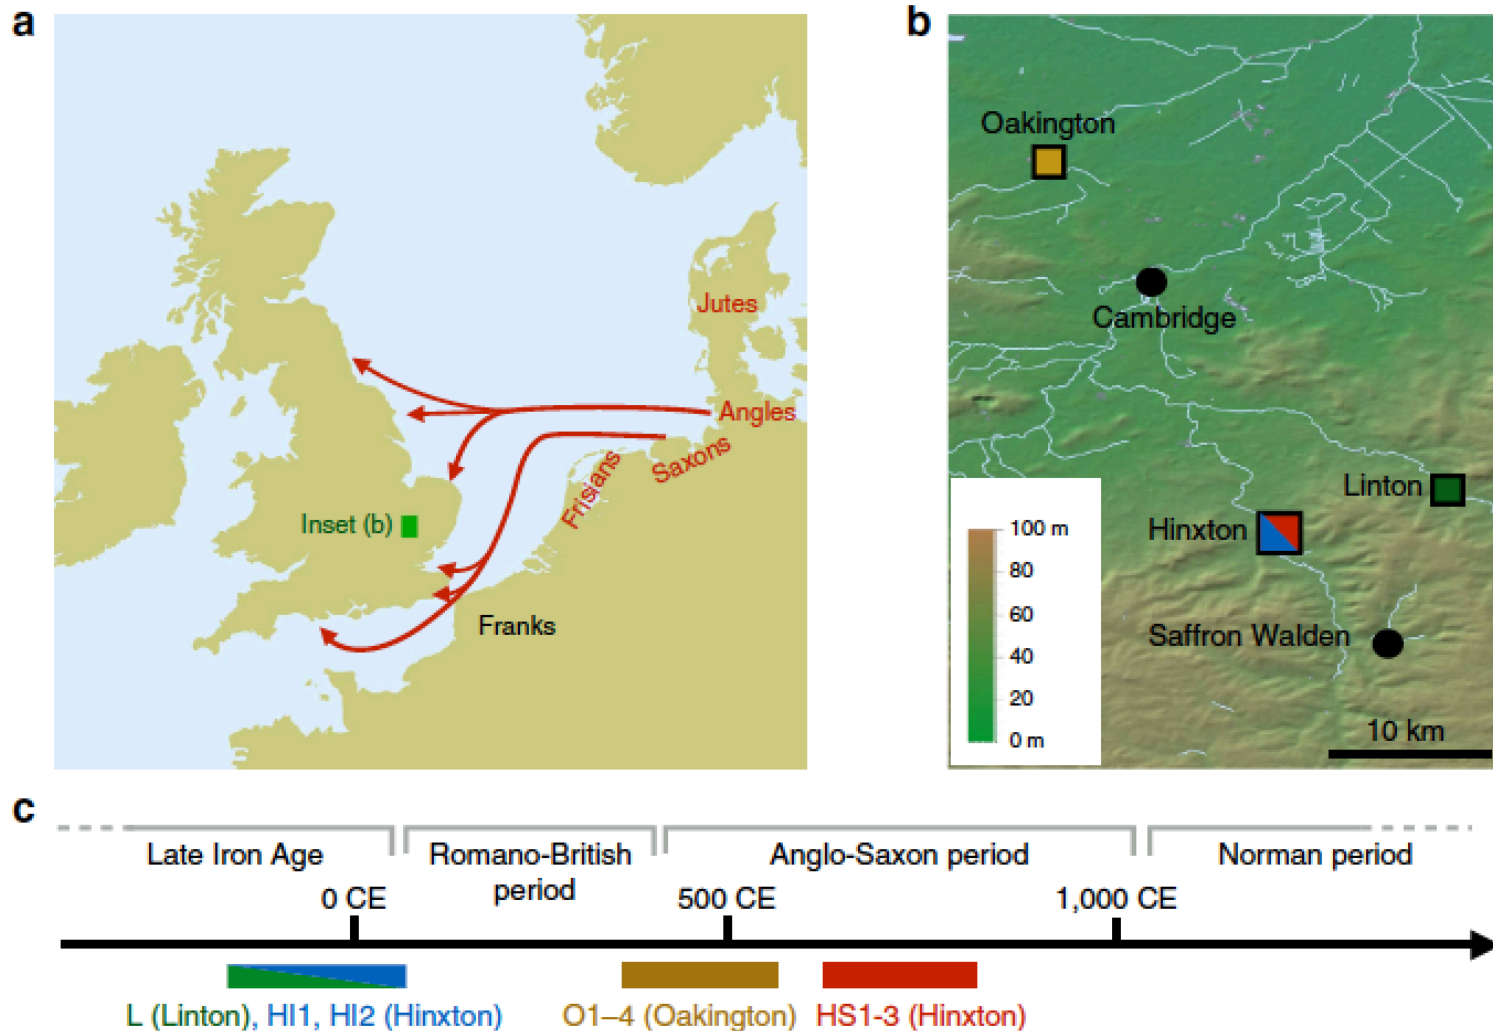 a
Jutes
Angles
Saxons
Frisians
Inset (b)
Franks
b
Oakington
Cambridge
Linton
Hinxton
Saffron Walden
100 m
80
60
40
20
0 m
10 km
c
Late Iron Age
Romano-British
period
Anglo-Saxon period
Norman period
0 CE
500 CE
1,000 CE
L (Linton), HI1, HI2 (Hinxton)
O1–4 (Oakington)
HS1-3 (Hinxton)